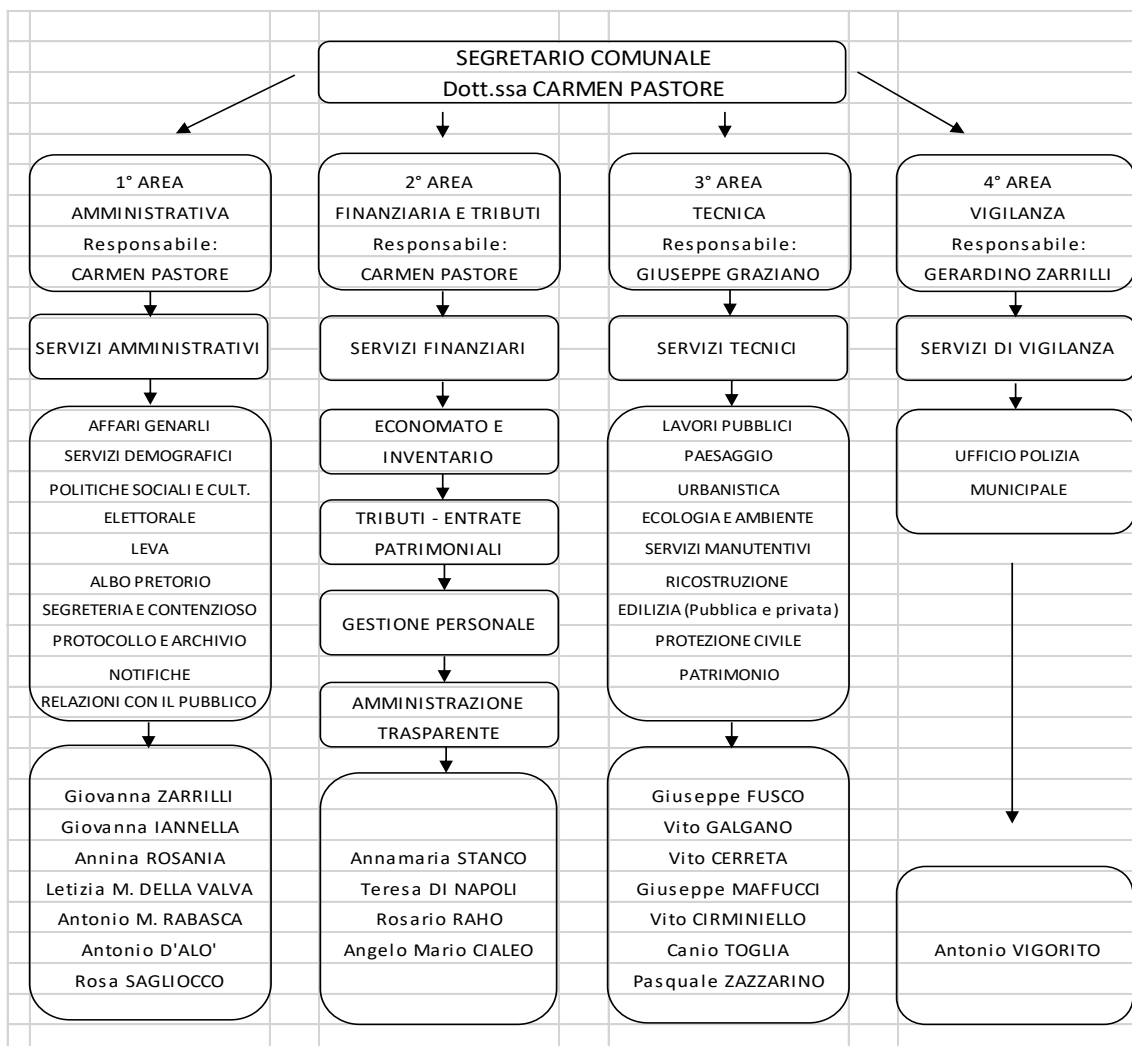 SEGRETARIO COMUNALE
Dott.ssa CARMEN PASTORE
1° AREA
AMMINISTRATIVA
Responsabile:
CARMEN PASTORE
2° AREA
FINANZIARIA E TRIBUTI
Responsabile:
CARMEN PASTORE
3° AREA
TECNICA
Responsabile:
GIUSEPPE GRAZIANO
4° AREA
VIGILANZA
Responsabile:
GERARDINO ZARRILLI
SERVIZI AMMINISTRATIVI
SERVIZI FINANZIARI
SERVIZI TECNICI
SERVIZI DI VIGILANZA
AFFARI GENARLI
SERVIZI DEMOGRAFICI
POLITICHE SOCIALI E CULT.
ELETTORALE
LEVA
ALBO PRETORIO
SEGRETERIA E CONTENZIOSO
PROTOCOLLO E ARCHIVIO
NOTIFICHE
RELAZIONI CON IL PUBBLICO
ECONOMATO E
INVENTARIO
TRIBUTI - ENTRATE
PATRIMONIALI
GESTIONE PERSONALE
AMMINISTRAZIONE
TRASPARENTE
LAVORI PUBBLICI
PAESAGGIO
URBANISTICA
ECOLOGIA E AMBIENTE
SERVIZI MANUTENTIVI
RICOSTRUZIONE
EDILIZIA (Pubblica e privata)
PROTEZIONE CIVILE
PATRIMONIO
UFFICIO POLIZIA
MUNICIPALE
Giovanna ZARRILLI
Giovanna IANNELLA
Annina ROSANIA
Letizia M. DELLA VALVA
Antonio M. RABASCA
Antonio D'ALO'
Rosa SAGLIOCCO
Annamaria STANCO
Teresa DI NAPOLI
Rosario RAHO
Angelo Mario CIALEO
Giuseppe FUSCO
Vito GALGANO
Vito CERRETA
Giuseppe MAFFUCCI
Vito CIRMINIELLO
Canio TOGLIA
Pasquale ZAZZARINO
Antonio VIGORITO